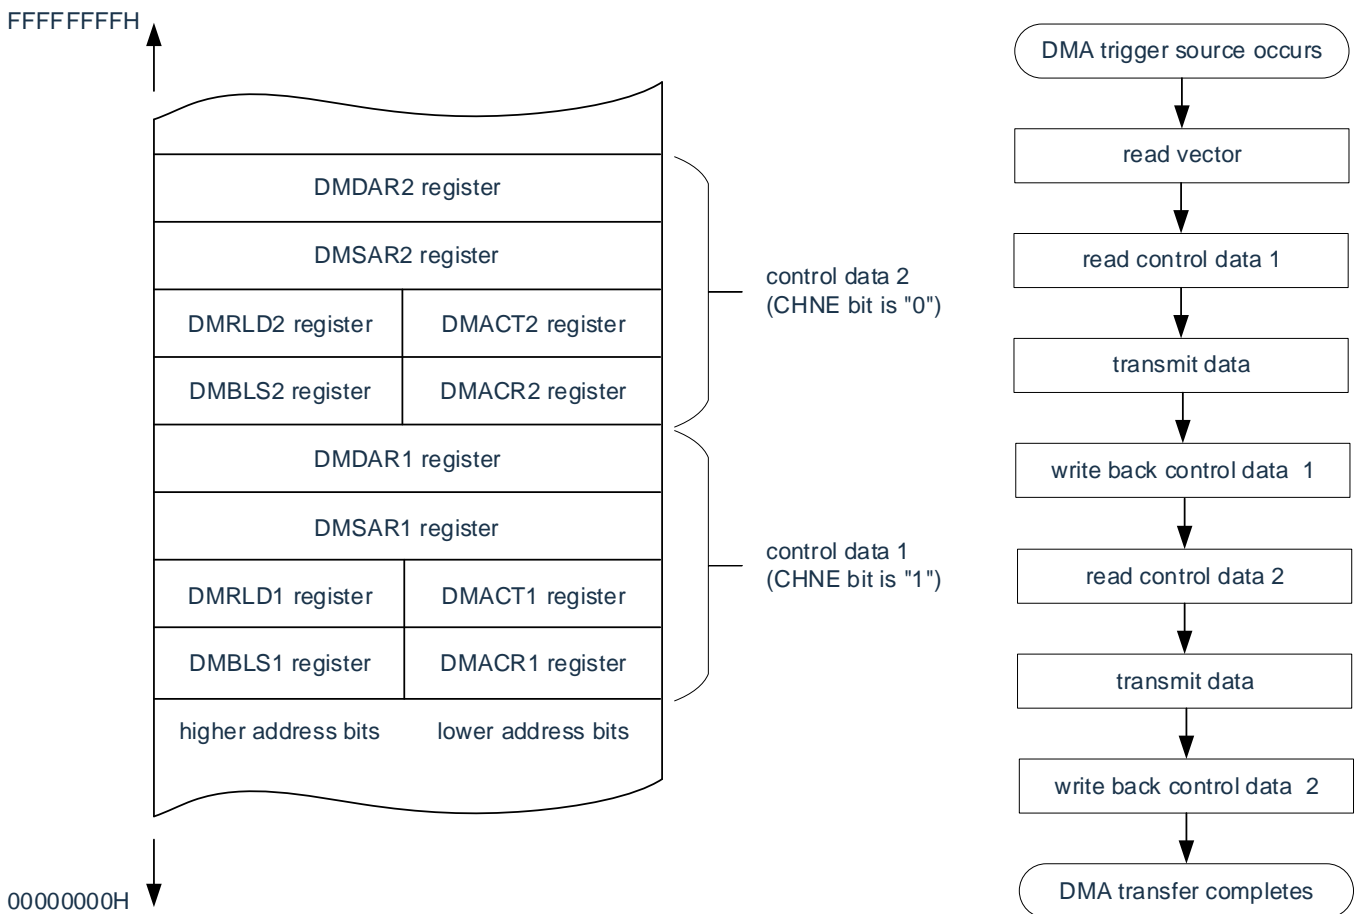 FFFFFFFFH
DMDAR2 register
DMSAR2 register
DMRLD2 register DMACT2 register
DMBLS2 register DMACR2 register
DMDAR1 register
DMSAR1 register
DMRLD1 register DMACT1 register
DMBLS1 register DMACR1 register
higher address bits lower address bits
00000000H
control data 2
(CHNE bit is "0")
control data 1
(CHNE bit is "1")
DMA trigger source occurs
read vector
read control data 1
transmit data
write back control data 1
read control data 2
transmit data
write back control data 2
DMA transfer completes